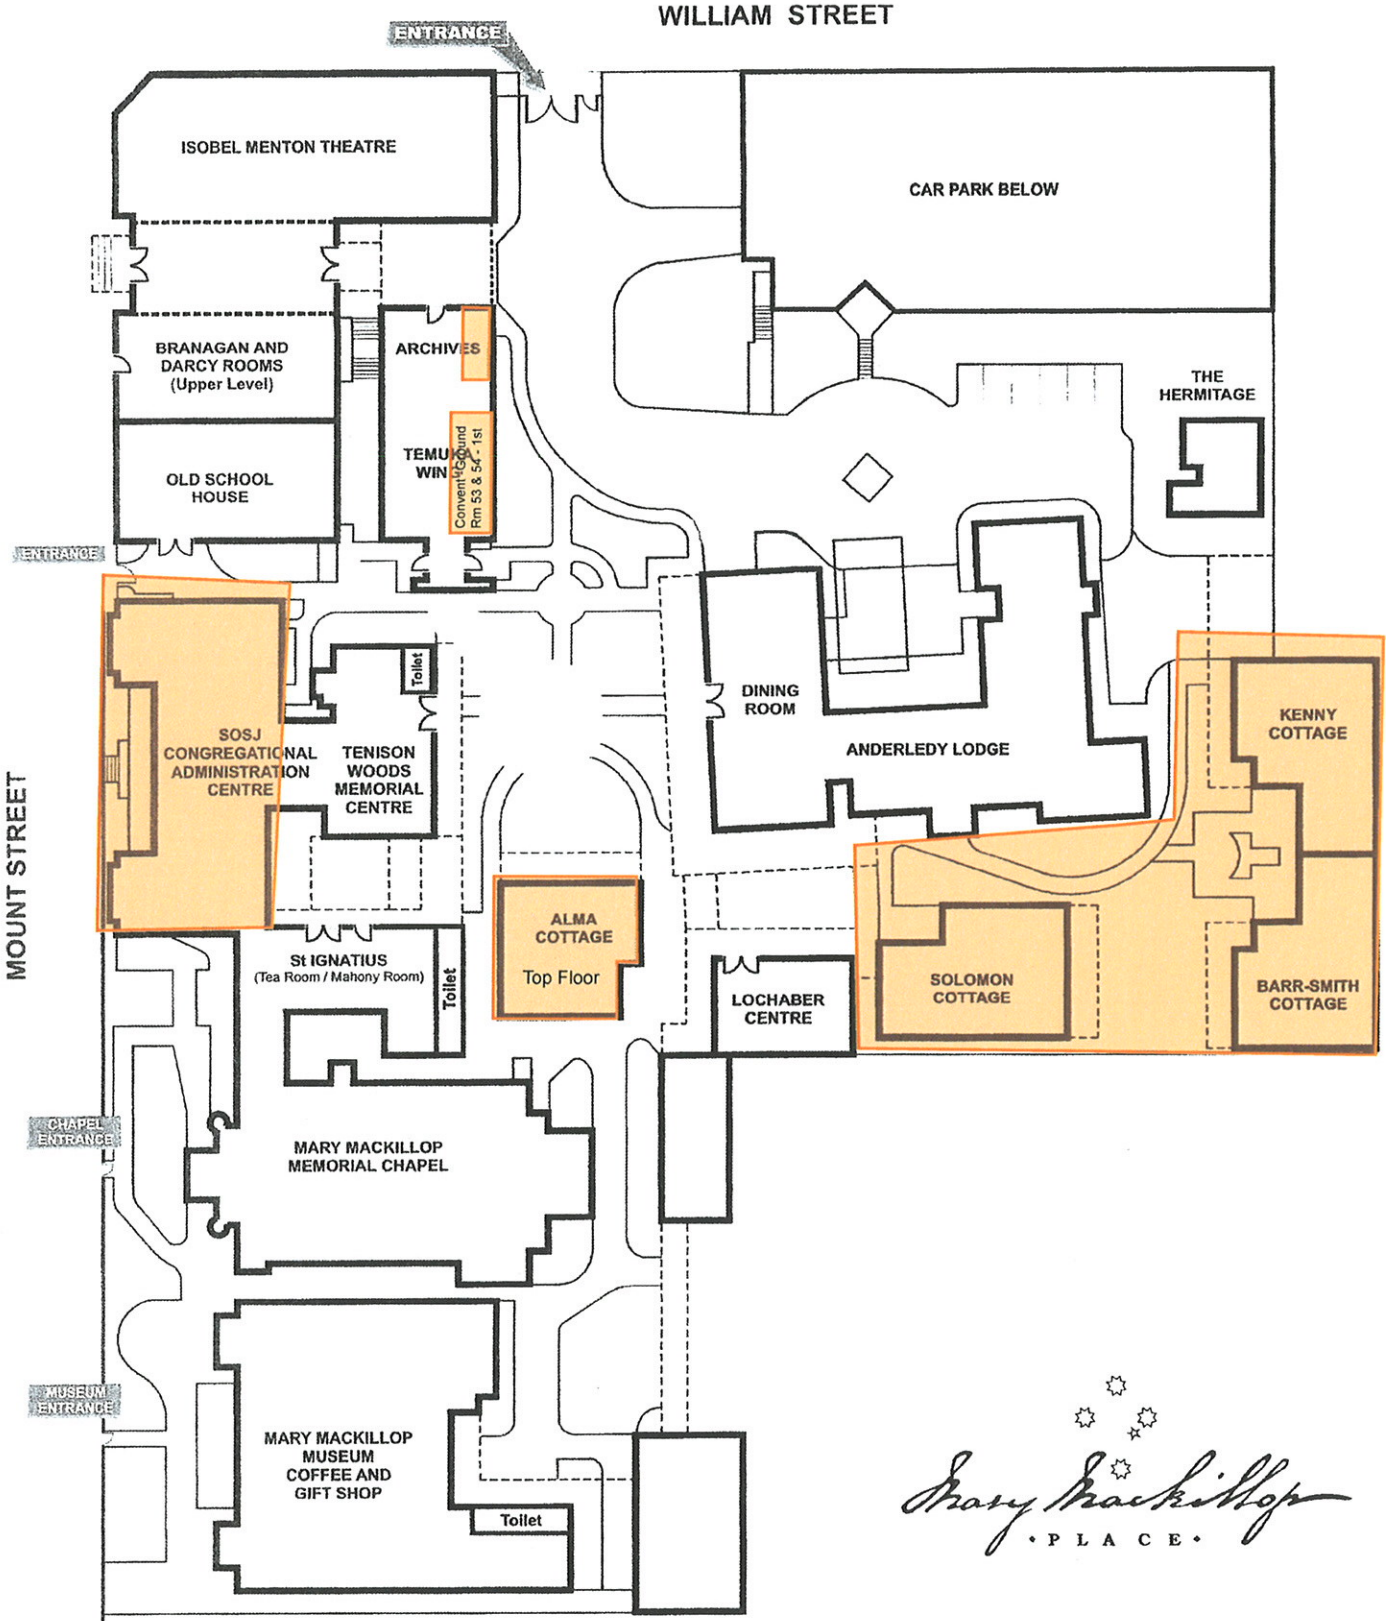 WILLIAM STREET
ENTRANCE
ISOBEL MENTON THEATRE
CAR PARK BELOW
BRANAGAN AND
DARCY ROOMS
(Upper Level)
ARCHIVES
THE
HERMITAGE
TEMUKA
WIN
Convent Ground
Rm 53 & 54 - 1st
OLD SCHOOL
HOUSE
ENTRANCE
Toilet
DINING
ROOM
KENNY
COTTAGE
SOSJ
CONGREGATIONAL
ADMINISTRATION
CENTRE
TENISON
WOODS
MEMORIAL
CENTRE
ANDERLEDY LODGE
MOUNT STREET
ALMA
COTTAGE
Top Floor
St IGNATIUS
(Tea Room / Mahony Room)
Toilet
LOCHABER
CENTRE
SOLOMON
COTTAGE
BARR-SMITH
COTTAGE
CHAPEL
ENTRANCE
MARY MACKILLOP
MEMORIAL CHAPEL
MUSEUM
ENTRANCE
MARY MACKILLOP
MUSEUM
COFFEE AND
GIFT SHOP
Toilet
Mary Mackillop
• PLACE •